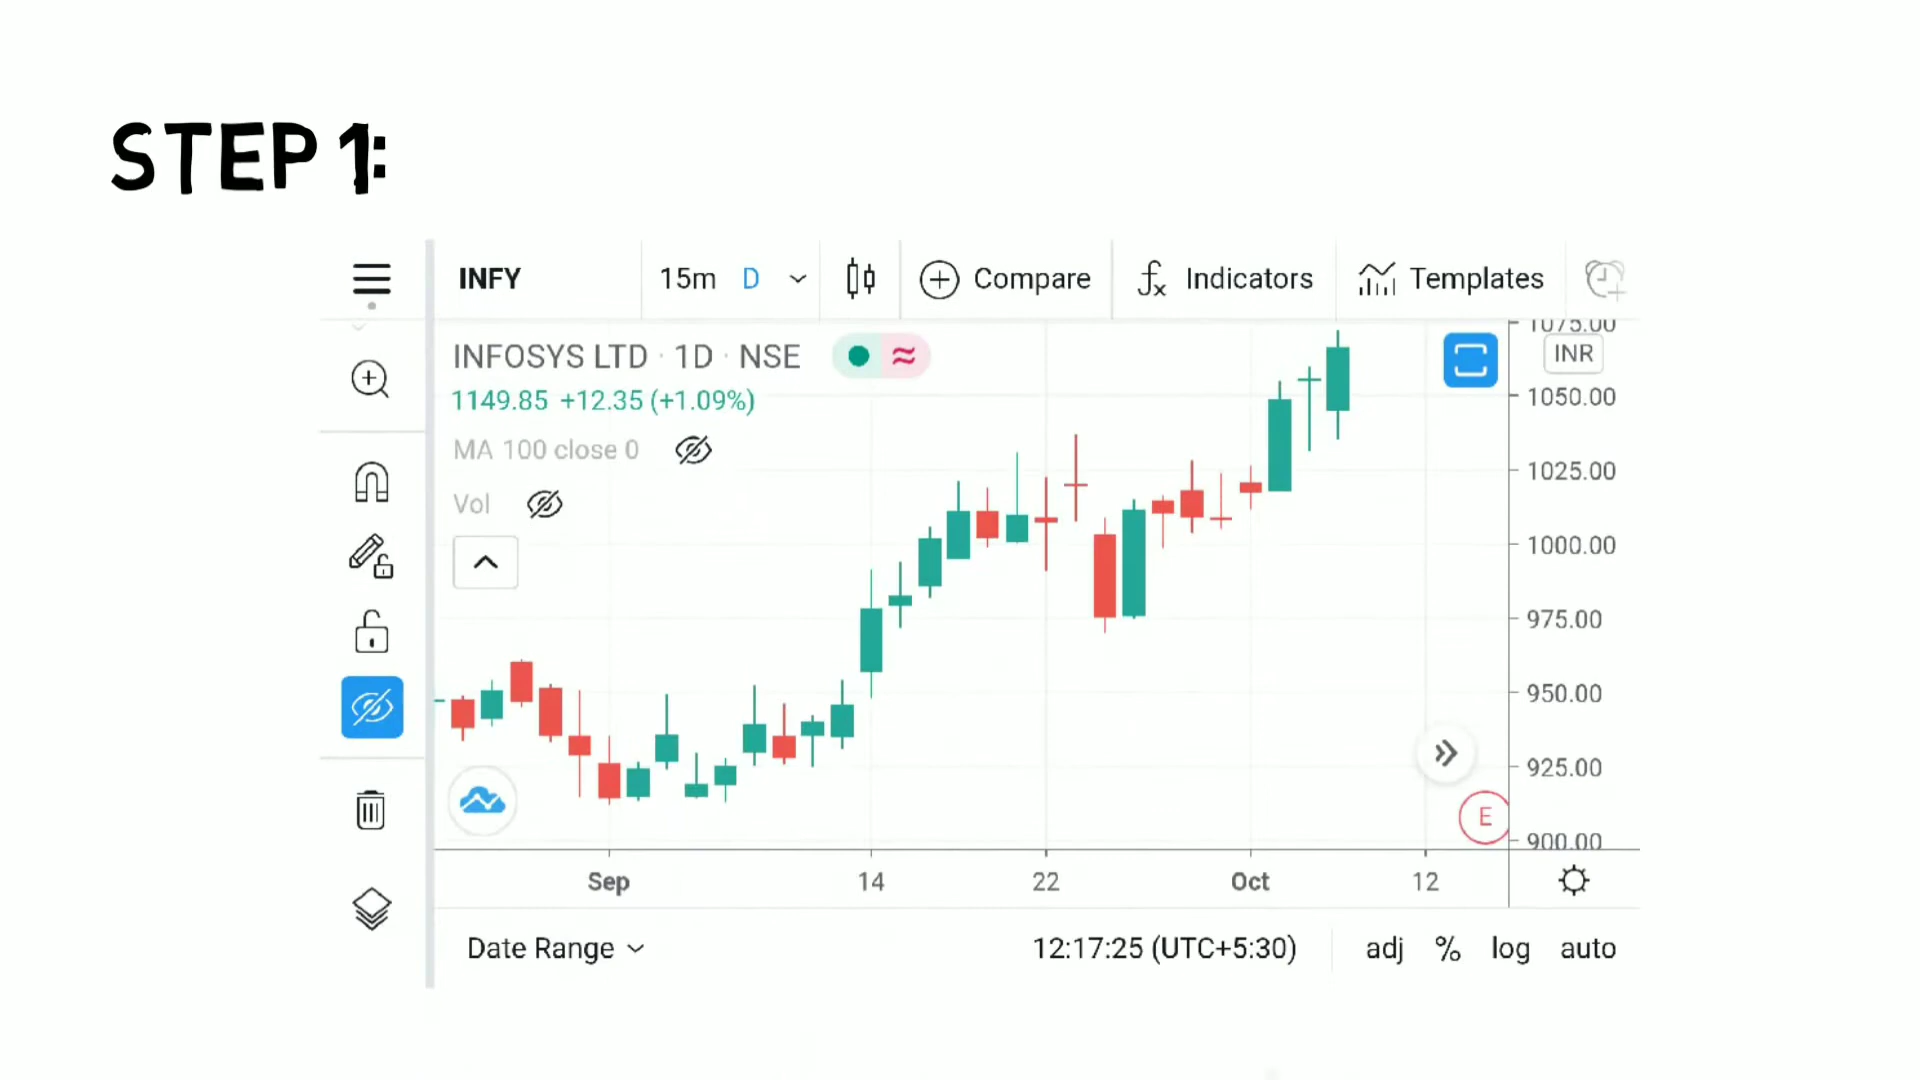 STEP 1:
INFY 15m D Compare Indicators Templates
INFOSYS LTD · 1D · NSE
1149.85 +12.35 (+1.09%)
MA 100 close 0
Vol
1075.00
INR
1050.00
1025.00
1000.00
975.00
950.00
925.00
E
900.00
Sep 14 22 Oct 12
Date Range 12:17:25 (UTC+5:30) adj % log auto